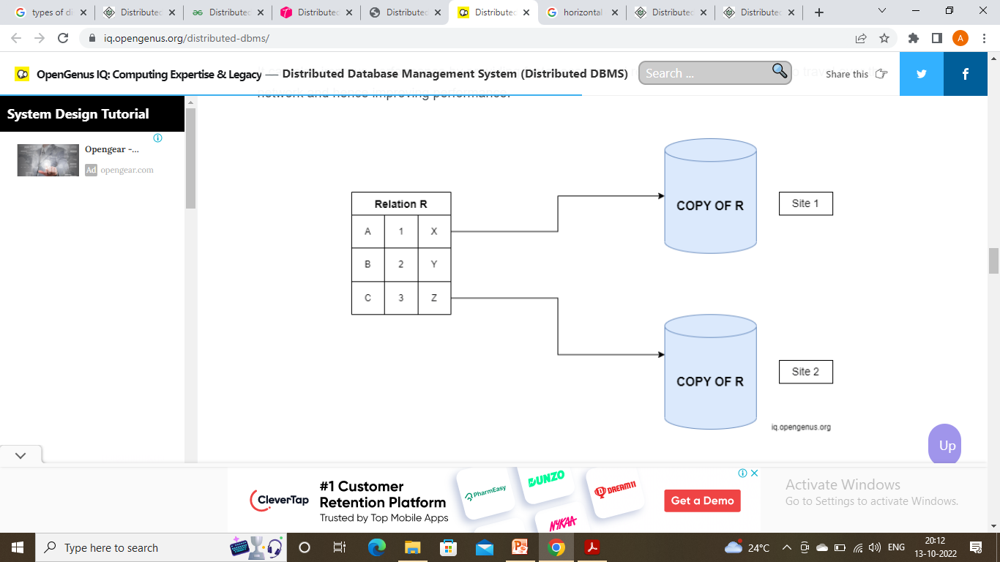 types of di
Distributed
Distributed
Distributed
Distributed
Distributed
horizontal
Distributed
Distributed
iq.opengenus.org/distributed-dbms/
A
OpenGenus IQ: Computing Expertise & Legacy — Distributed Database Management System (Distributed DBMS)
Search ...
Share this
network and hence improving performance.
System Design Tutorial
Opengear -...
Ad opengear.com
Relation R
A 1 X
B 2 Y
C 3 Z
COPY OF R
Site 1
COPY OF R
Site 2
iq.opengenus.org
Up
CleverTap
#1 Customer
Retention Platform
Trusted by Top Mobile Apps
PharmEasy
DUNZO
DREAM11
NYKAA
Get a Demo
Activate Windows
Go to Settings to activate Windows.
Type here to search
24°C
ENG
20:12
13-10-2022